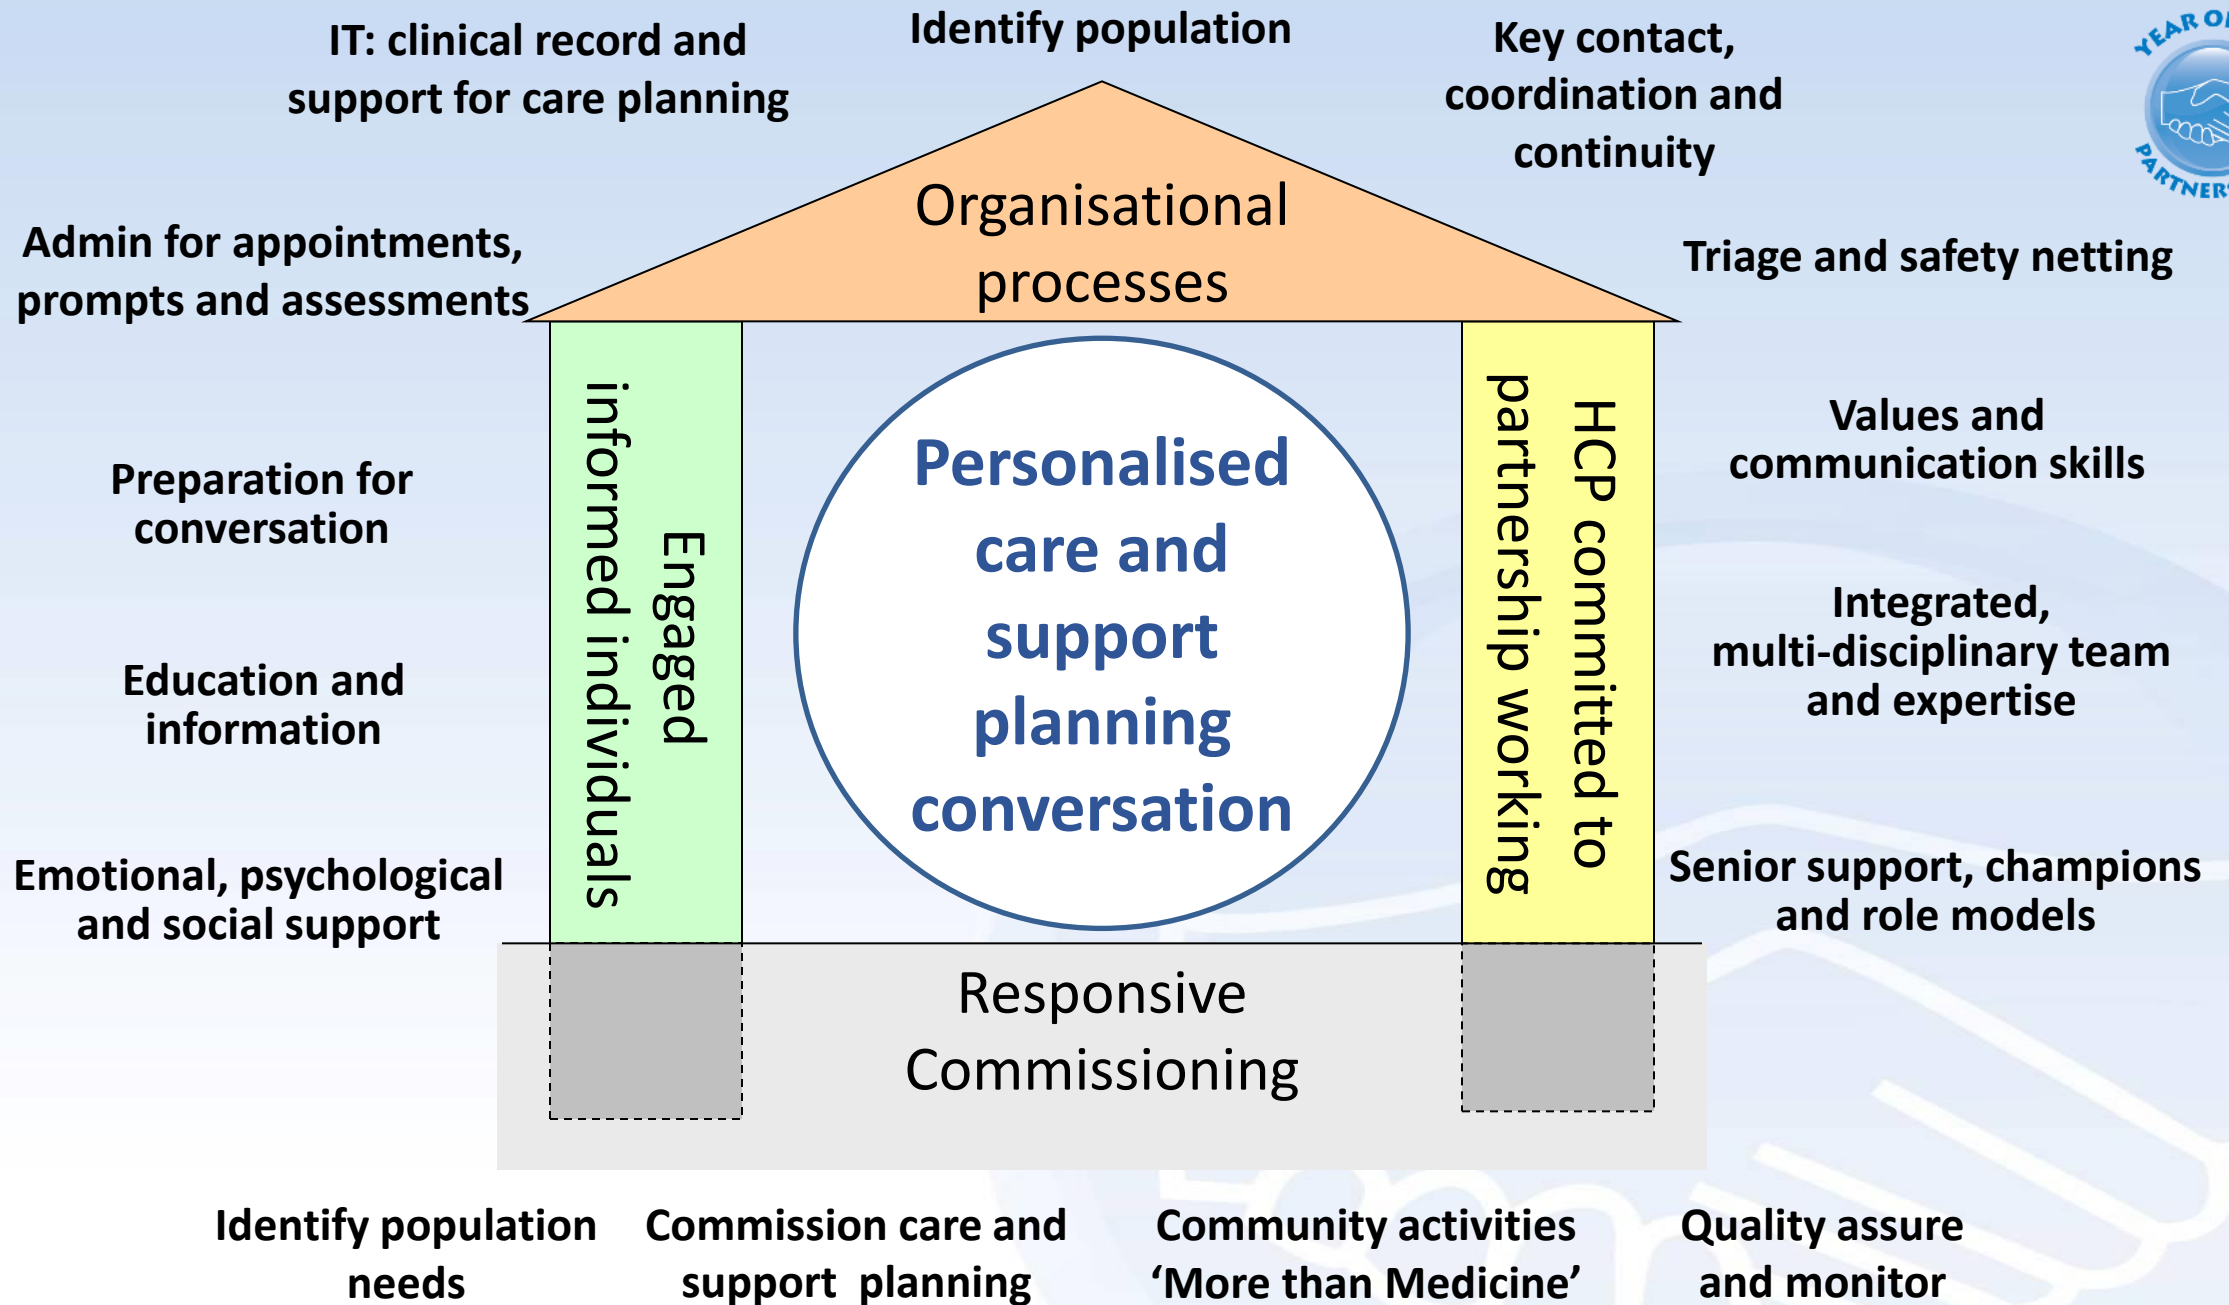 IT: clinical record and
support for care planning
Identify population
Key contact,
coordination and
continuity
YEAR OF
PARTNER
Admin for appointments,
prompts and assessments
Organisational
processes
Triage and safety netting
Preparation for
conversation
Education and
information
Emotional, psychological
and social support
Engaged
informed individuals
Personalised
care and
support
planning
conversation
HCP committed to
partnership working
Values and
communication skills
Integrated,
multi-disciplinary team
and expertise
Senior support, champions
and role models
Responsive
Commissioning
Identify population
needs
Commission care and
support planning
Community activities
‘More than Medicine’
Quality assure
and monitor